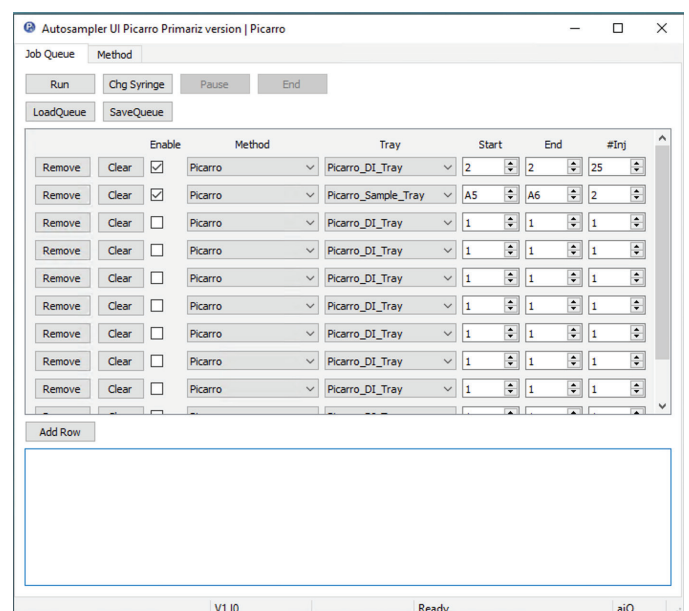 Autosampler UI Picarro Primariz version | Picarro
Job Queue Method
Run Chg Syringe Pause End
LoadQueue SaveQueue
Enable Method Tray Start End #Inj
Remove Clear Picarro Picarro_DI_Tray 2 2 25
Remove Clear Picarro Picarro_Sample_Tray A5 A6 2
Remove Clear Picarro Picarro_DI_Tray 1 1 1
Remove Clear Picarro Picarro_DI_Tray 1 1 1
Remove Clear Picarro Picarro_DI_Tray 1 1 1
Remove Clear Picarro Picarro_DI_Tray 1 1 1
Remove Clear Picarro Picarro_DI_Tray 1 1 1
Remove Clear Picarro Picarro_DI_Tray 1 1 1
Remove Clear Picarro Picarro_DI_Tray 1 1 1
Add Row
Ready